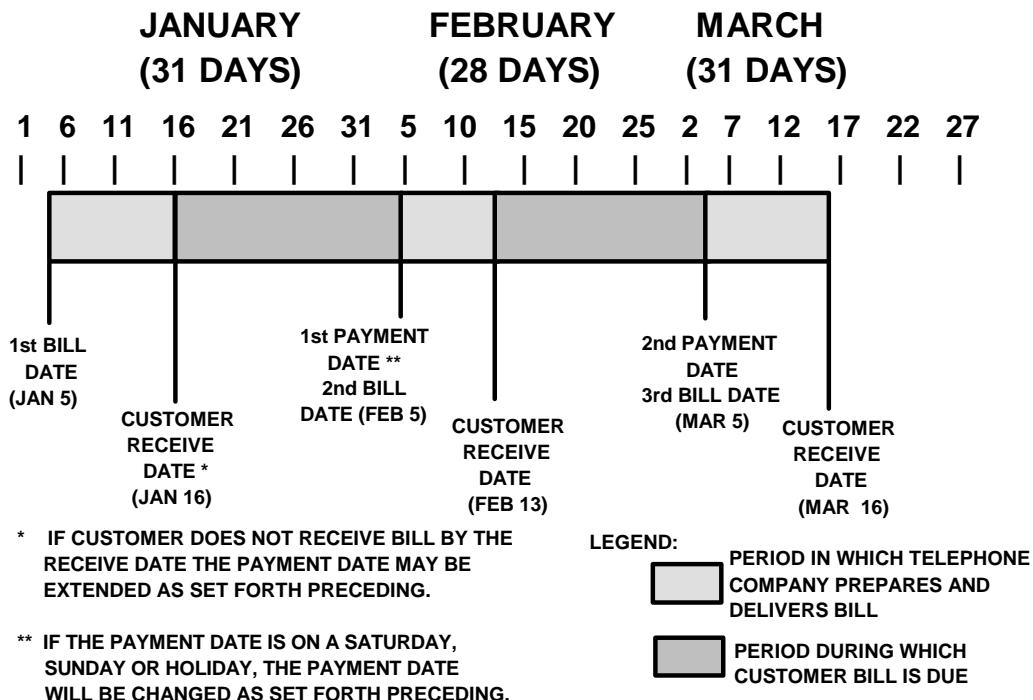 JANUARY FEBRUARY MARCH
(31 DAYS) (28 DAYS) (31 DAYS)
1 6 11 16 21 26 31 5 10 15 20 25 2 7 12 17 22 27
1st BILL
DATE
(JAN 5)
CUSTOMER
RECEIVE
DATE *
(JAN 16)
1st PAYMENT
DATE **
2nd BILL
DATE (FEB 5)
CUSTOMER
RECEIVE
DATE
(FEB 13)
2nd PAYMENT
DATE
3rd BILL DATE
(MAR 5)
CUSTOMER
RECEIVE
DATE
(MAR 16)
* IF CUSTOMER DOES NOT RECEIVE BILL BY THE
RECEIVE DATE THE PAYMENT DATE MAY BE
EXTENDED AS SET FORTH PRECEDING.
** IF THE PAYMENT DATE IS ON A SATURDAY,
SUNDAY OR HOLIDAY, THE PAYMENT DATE
WILL BE CHANGED AS SET FORTH PRECEDING.
LEGEND:
PERIOD IN WHICH TELEPHONE
COMPANY PREPARES AND
DELIVERS BILL
PERIOD DURING WHICH
CUSTOMER BILL IS DUE